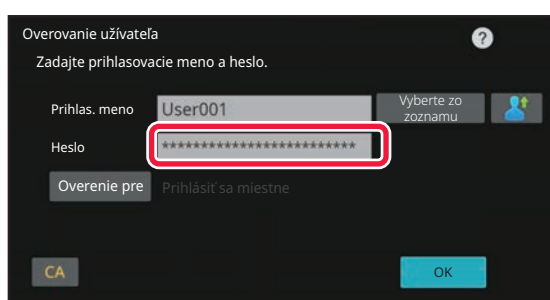 Overovanie užívateľa
?
Zadajte prihlasovacie meno a heslo.
Prihlas. meno User001 Vyberte zo
zoznamu
Heslo *************************
Overenie pre Prihlásiť sa miestne
CA OK